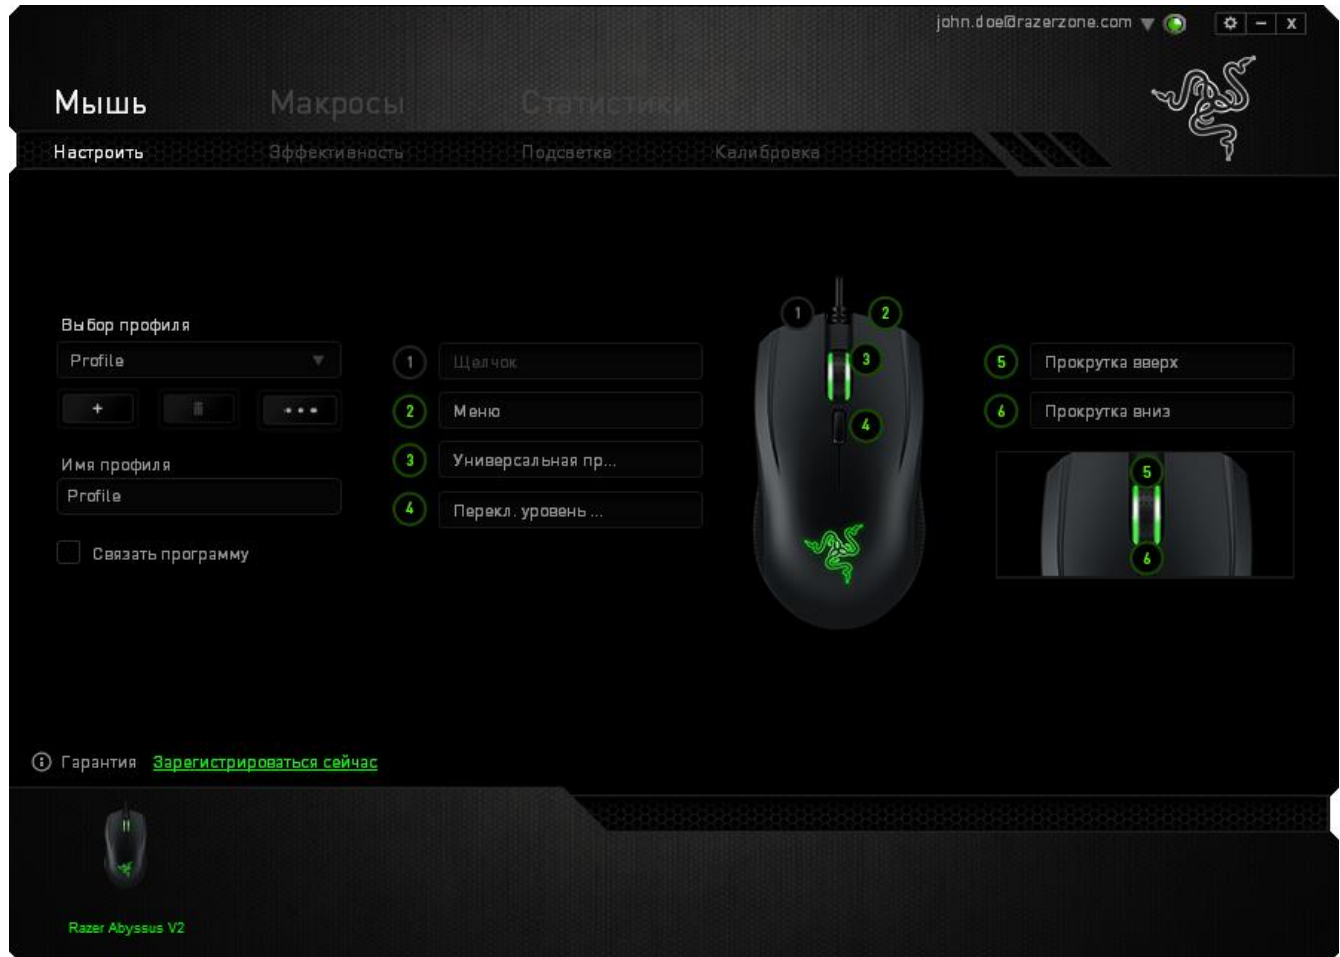 john.doe@razerzone.com
Мышь Макросы Статистики
Настроить Эффективность Подсветка Калибровка
Выбор профиля
Profile
+
Имя профиля
Profile
Связать программу
1 Щелчок
2 Меню
3 Универсальная пр...
4 Перекл. уровень ...
1
2
3
4
5 Прокрутка вверх
6 Прокрутка вниз
5
6
Гарантия Зарегистрироваться сейчас
Razer Abyssus V2